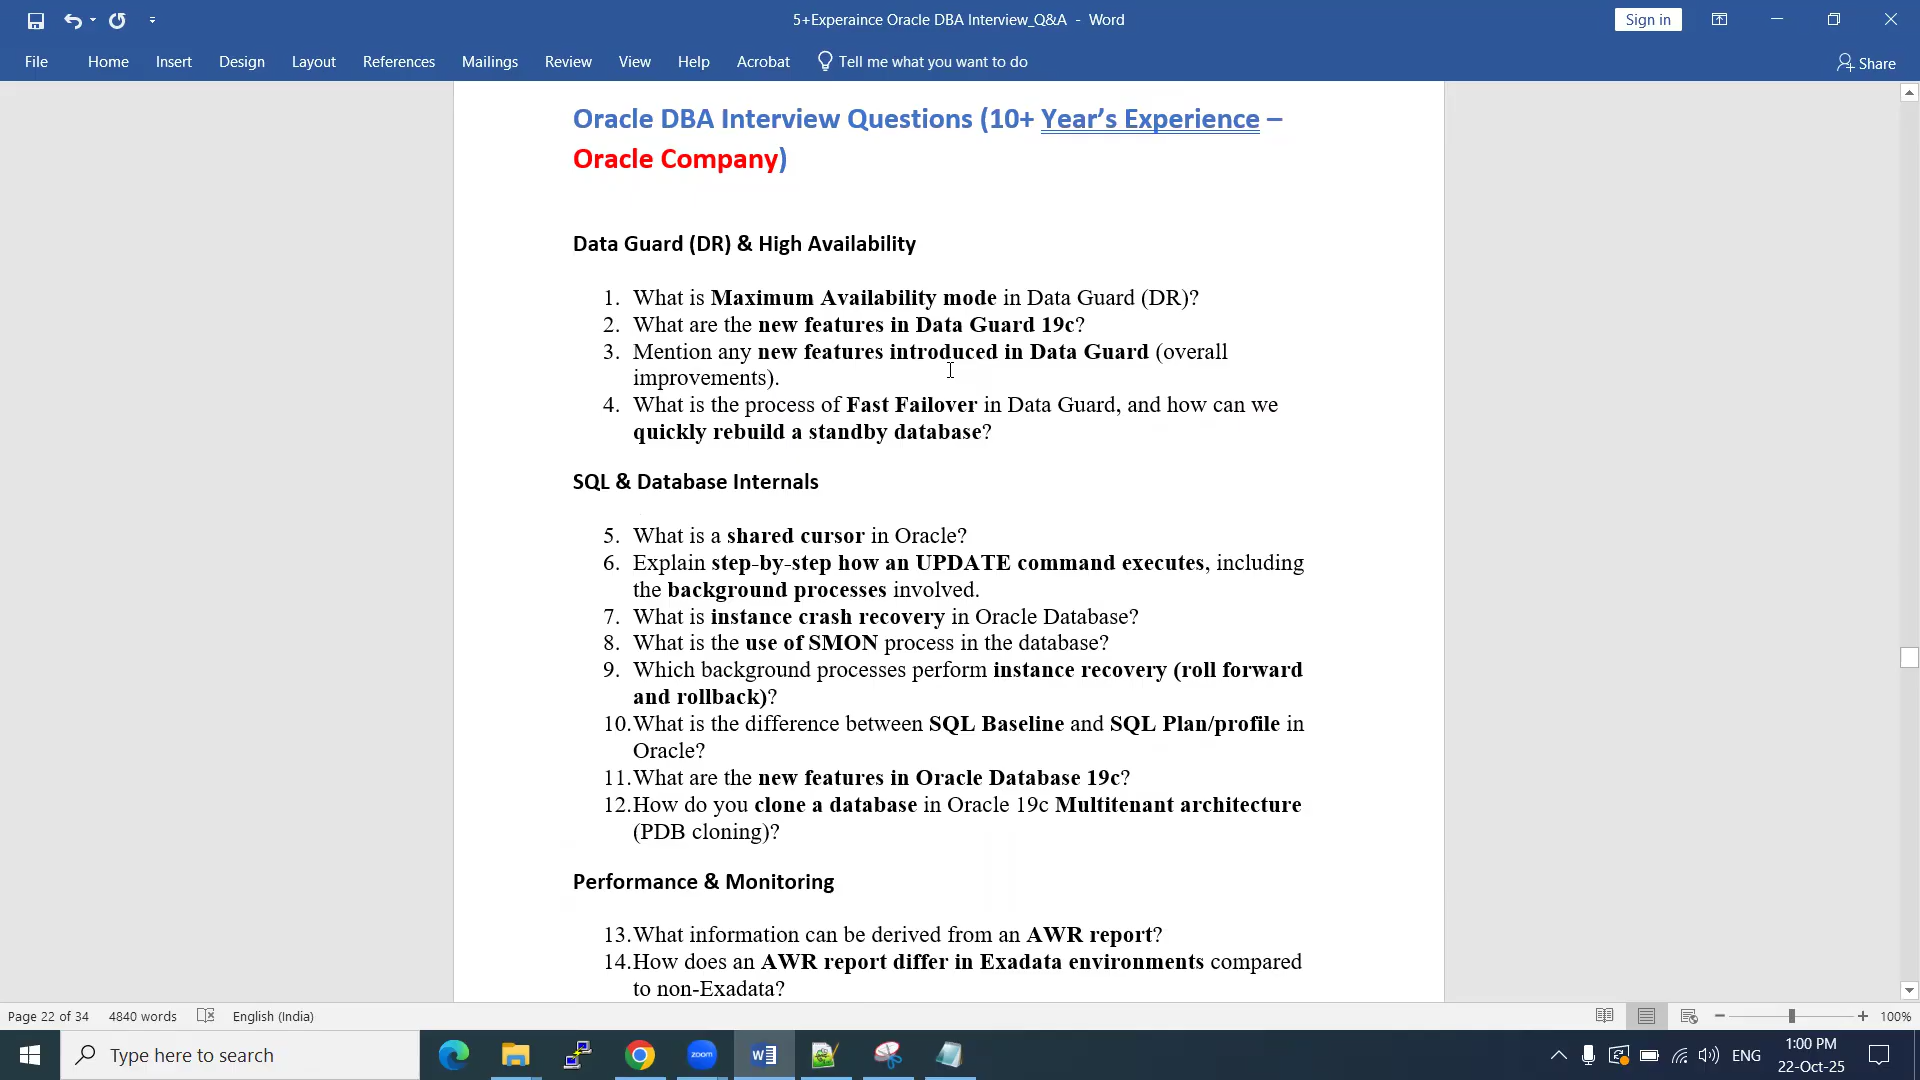 5+Experaince Oracle DBA Interview_Q&A - Word
Sign in
File Home Insert Design Layout References Mailings Review View Help Acrobat Tell me what you want to do
Share
Oracle DBA Interview Questions (10+ Year’s Experience –
Oracle Company)
Data Guard (DR) & High Availability
1. What is Maximum Availability mode in Data Guard (DR)?
2. What are the new features in Data Guard 19c?
3. Mention any new features introduced in Data Guard (overall
improvements).
4. What is the process of Fast Failover in Data Guard, and how can we
quickly rebuild a standby database?
SQL & Database Internals
5. What is a shared cursor in Oracle?
6. Explain step-by-step how an UPDATE command executes, including
the background processes involved.
7. What is instance crash recovery in Oracle Database?
8. What is the use of SMON process in the database?
9. Which background processes perform instance recovery (roll forward
and rollback)?
10. What is the difference between SQL Baseline and SQL Plan/profile in
Oracle?
11. What are the new features in Oracle Database 19c?
12. How do you clone a database in Oracle 19c Multitenant architecture
(PDB cloning)?
Performance & Monitoring
13. What information can be derived from an AWR report?
14. How does an AWR report differ in Exadata environments compared
to non-Exadata?
Page 22 of 34 4840 words English (India) 100%
Type here to search
zoom
ENG
1:00 PM
22-Oct-25